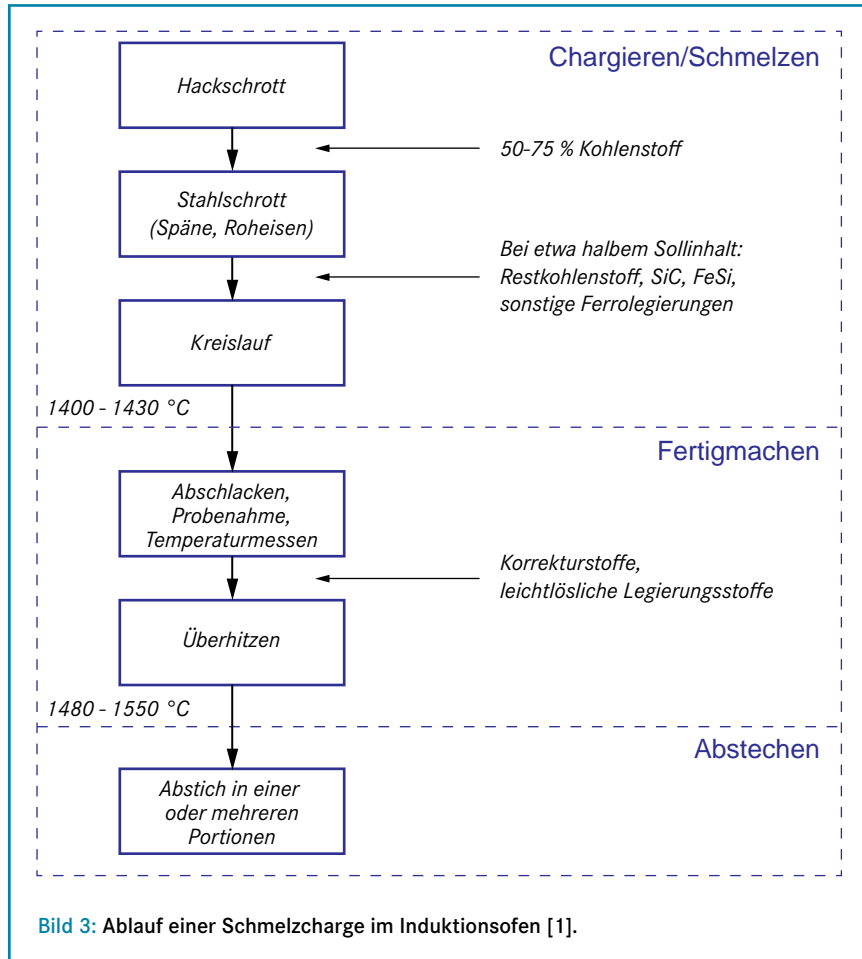 Chargieren/Schmelzen
Hackschrott
50-75 % Kohlenstoff
Stahlschrott
(Späne, Roheisen)
Bei etwa halbem Sollinhalt:
Restkohlenstoff, SiC, FeSi,
sonstige Ferrolegierungen
Kreislauf
1400 - 1430 °C
Fertigmachen
Abschlacken,
Probenahme,
Temperaturmessen
Korrekturstoffe,
leichtlösliche Legierungsstoffe
Überhitzen
1480 - 1550 °C
Abstechen
Abstich in einer
oder mehreren
Portionen
Bild 3: Ablauf einer Schmelzcharge im Induktionsofen [1].